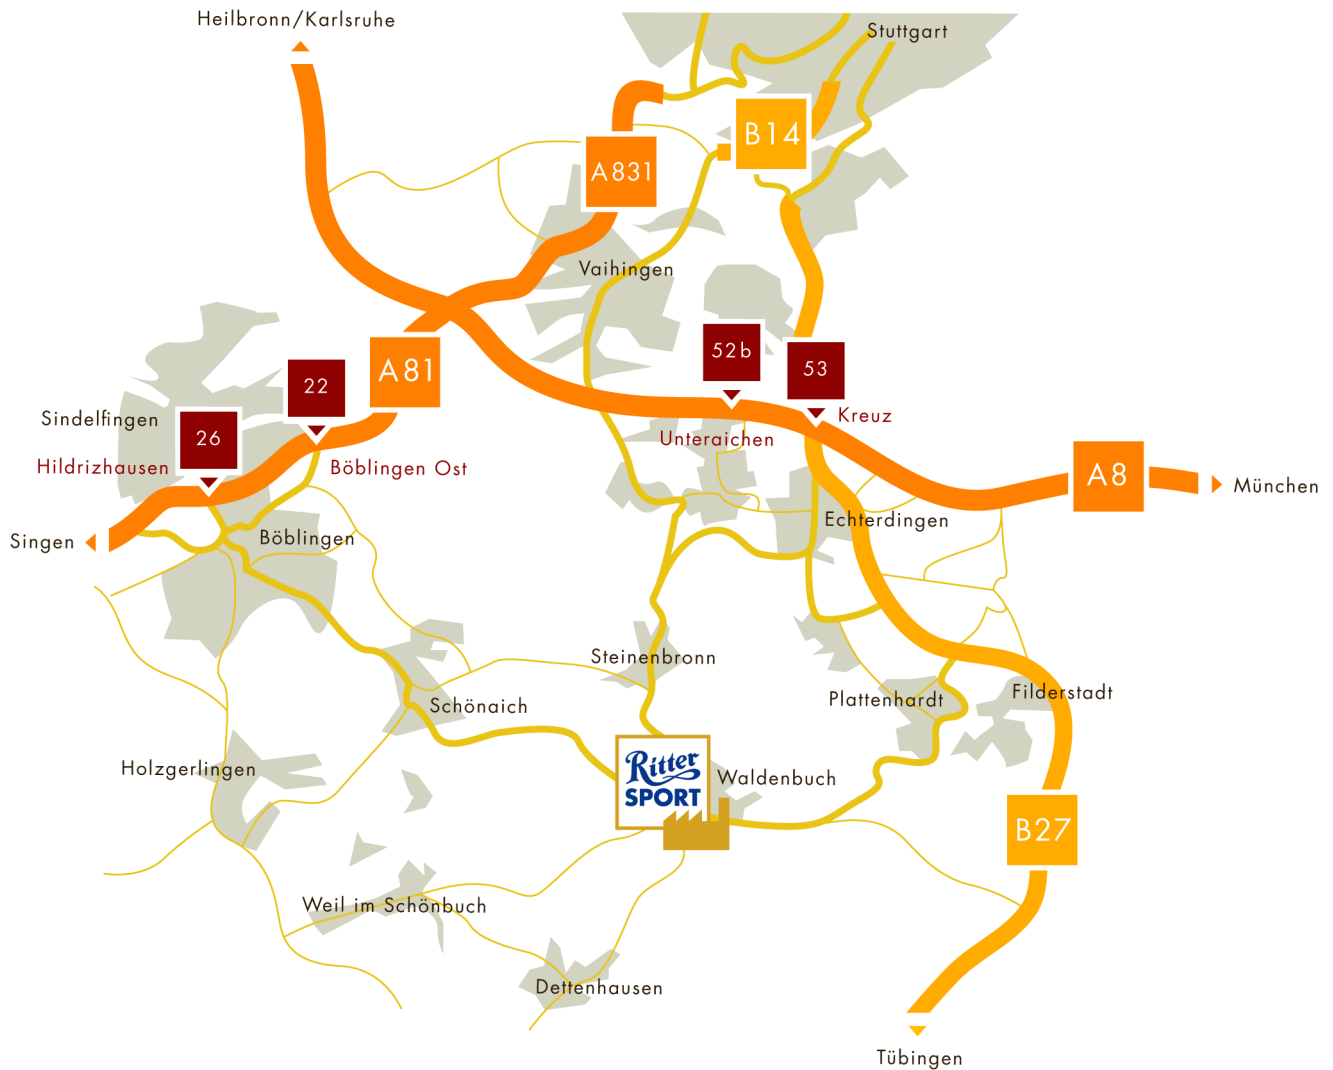 Heilbronn/Karlsruhe
Stuttgart
B14
A831
Vaihingen
52b
53
A81
22
Sindelfingen
26
Kreuz
Unteraichen
Hildrizhausen
Böblingen Ost
A8
München
Echterdingen
Singen
Böblingen
Steinenbronn
Plattenhardt
Filderstadt
Schönaich
Holzgerlingen
Ritter
SPORT
Waldenbuch
B27
Weil im Schönbuch
Dettenhausen
Tübingen